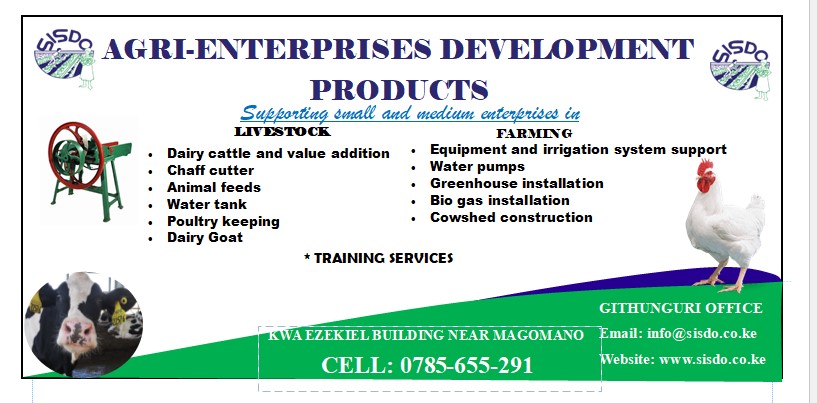 SISDO
SISDO
AGRI-ENTERPRISES DEVELOPMENT
PRODUCTS
Supporting small and medium enterprises in
LIVESTOCK
• Dairy cattle and value addition
• Chaff cutter
• Animal feeds
• Water tank
• Poultry keeping
• Dairy Goat
FARMING
• Equipment and irrigation system support
• Water pumps
• Greenhouse installation
• Bio gas installation
• Cowshed construction
* TRAINING SERVICES
KWA EZEKIEL BUILDING NEAR MAGOMANO
CELL: 0785-655-291
GITHUNGURI OFFICE
Email: info@sisdo.co.ke
Website: www.sisdo.co.ke